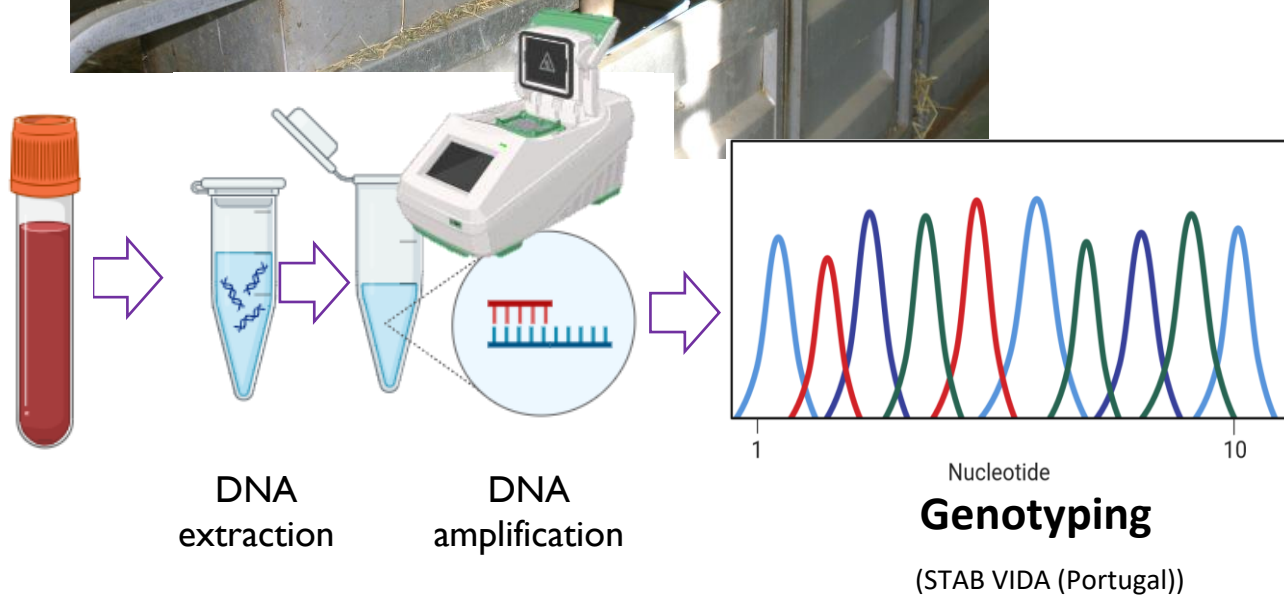 DNA
extraction
DNA
amplification
1
10
Nucleotide
Genotyping
(STAB VIDA (Portugal))